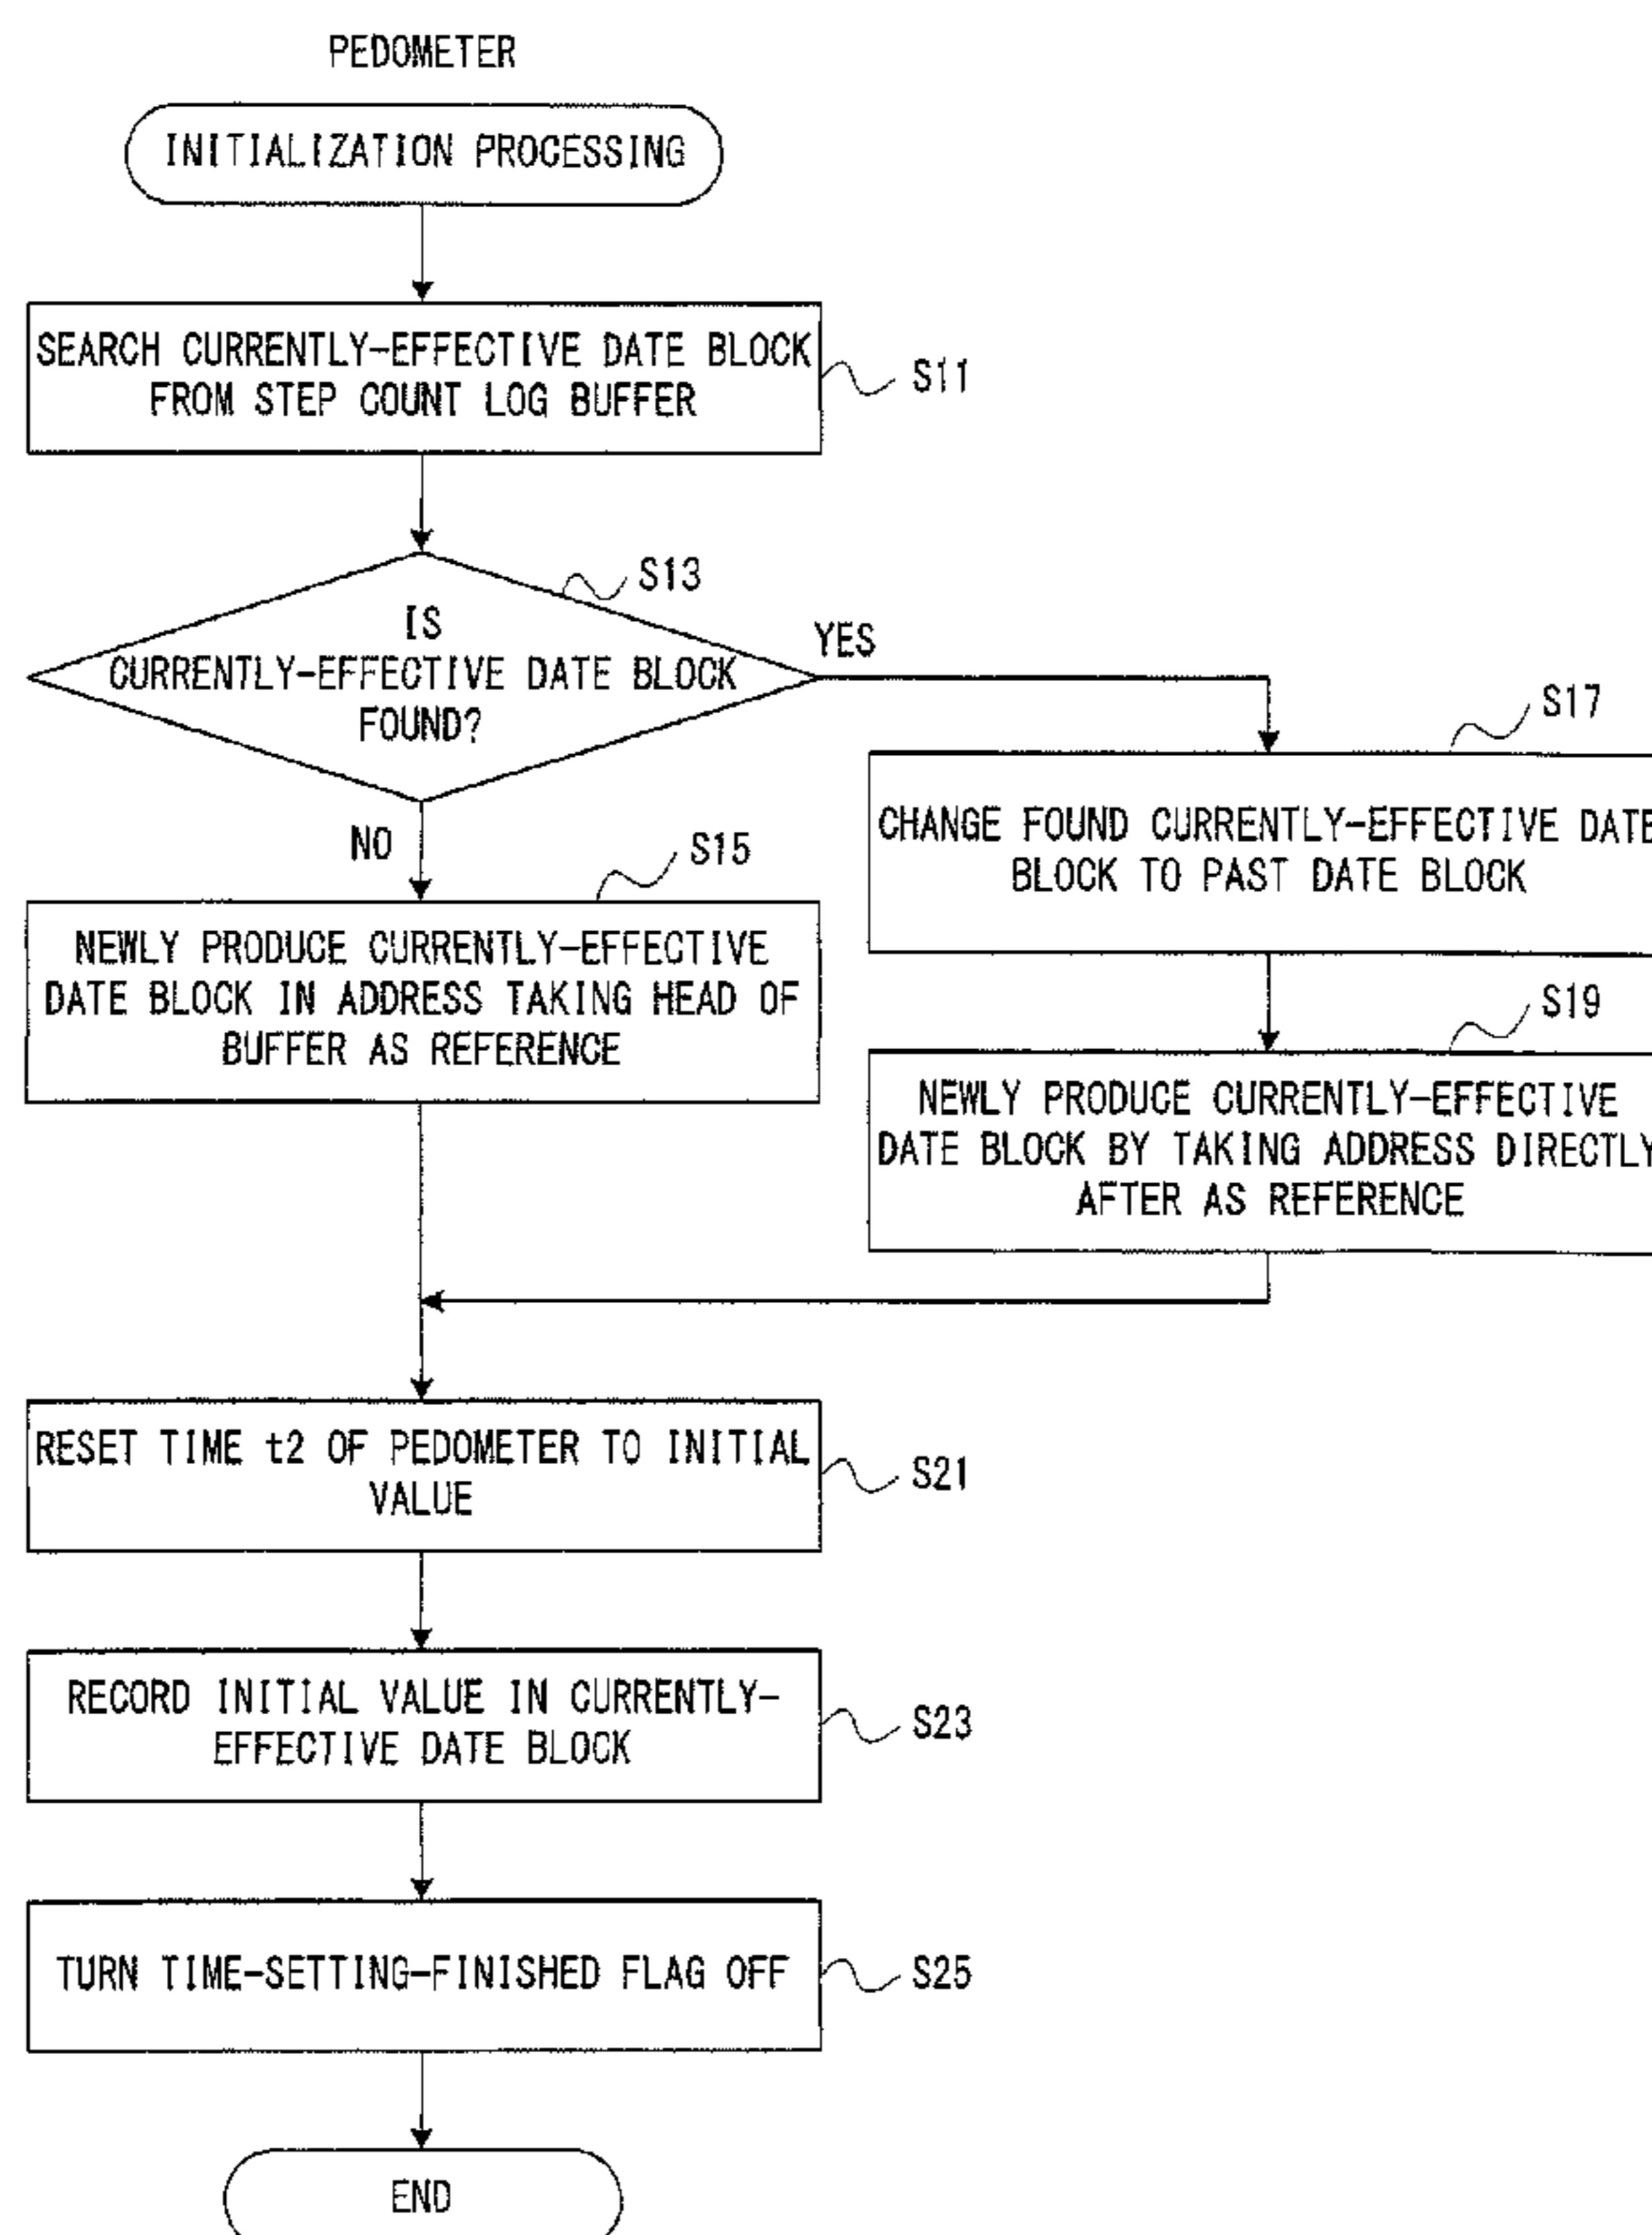 PEDOMETER
INITIALIZATION PROCESSING
SEARCH CURRENTLY-EFFECTIVE DATE BLOCK
FROM STEP COUNT LOG BUFFER
S11
S13
IS
CURRENTLY-EFFECTIVE DATE BLOCK
FOUND?
YES
NO
S17
CHANGE FOUND CURRENTLY-EFFECTIVE DATE
BLOCK TO PAST DATE BLOCK
S15
NEWLY PRODUCE CURRENTLY-EFFECTIVE
DATE BLOCK IN ADDRESS TAKING HEAD OF
BUFFER AS REFERENCE
S19
NEWLY PRODUCE CURRENTLY-EFFECTIVE
DATE BLOCK BY TAKING ADDRESS DIRECTLY
AFTER AS REFERENCE
RESET TIME t2 OF PEDOMETER TO INITIAL
VALUE
S21
RECORD INITIAL VALUE IN CURRENTLY-
EFFECTIVE DATE BLOCK
S23
TURN TIME-SETTING-FINISHED FLAG OFF
S25
END